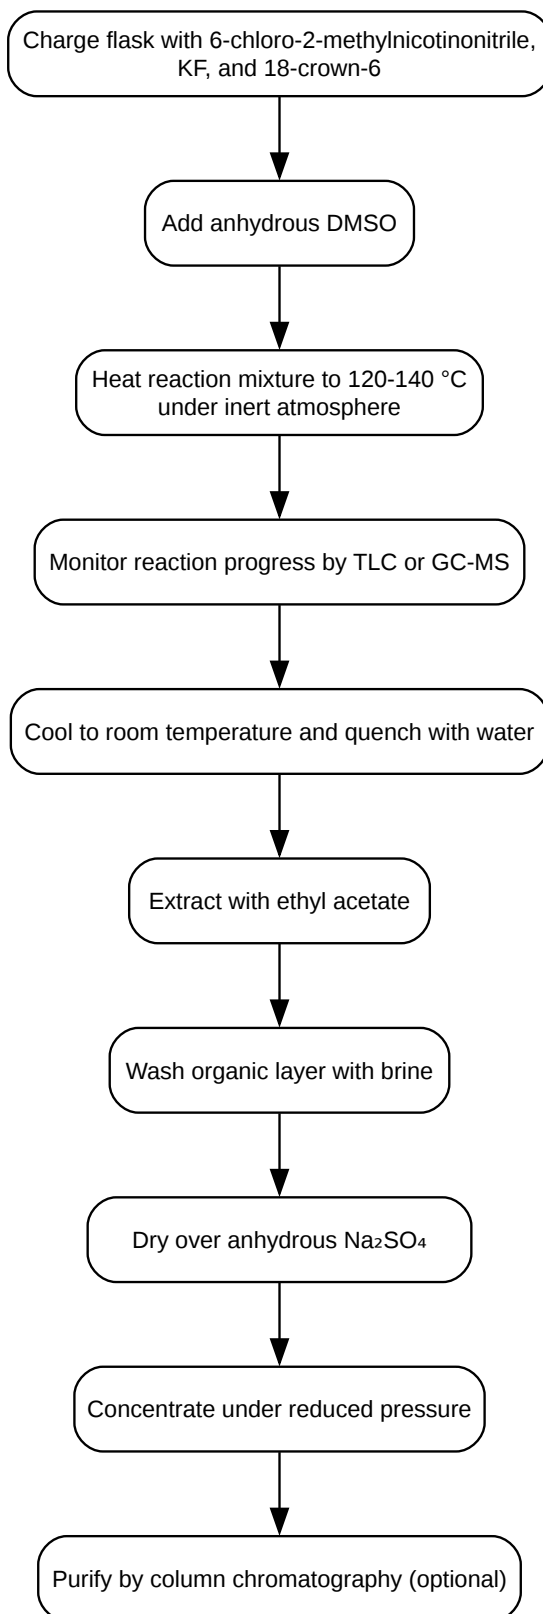 Charge flask with 6-chloro-2-methylnicotinonitrile,
KF, and 18-crown-6
Add anhydrous DMSO
Heat reaction mixture to 120-140 °C
under inert atmosphere
Monitor reaction progress by TLC or GC-MS
Cool to room temperature and quench with water
Extract with ethyl acetate
Wash organic layer with brine
Dry over anhydrous Na₂SO₄
Concentrate under reduced pressure
Purify by column chromatography (optional)